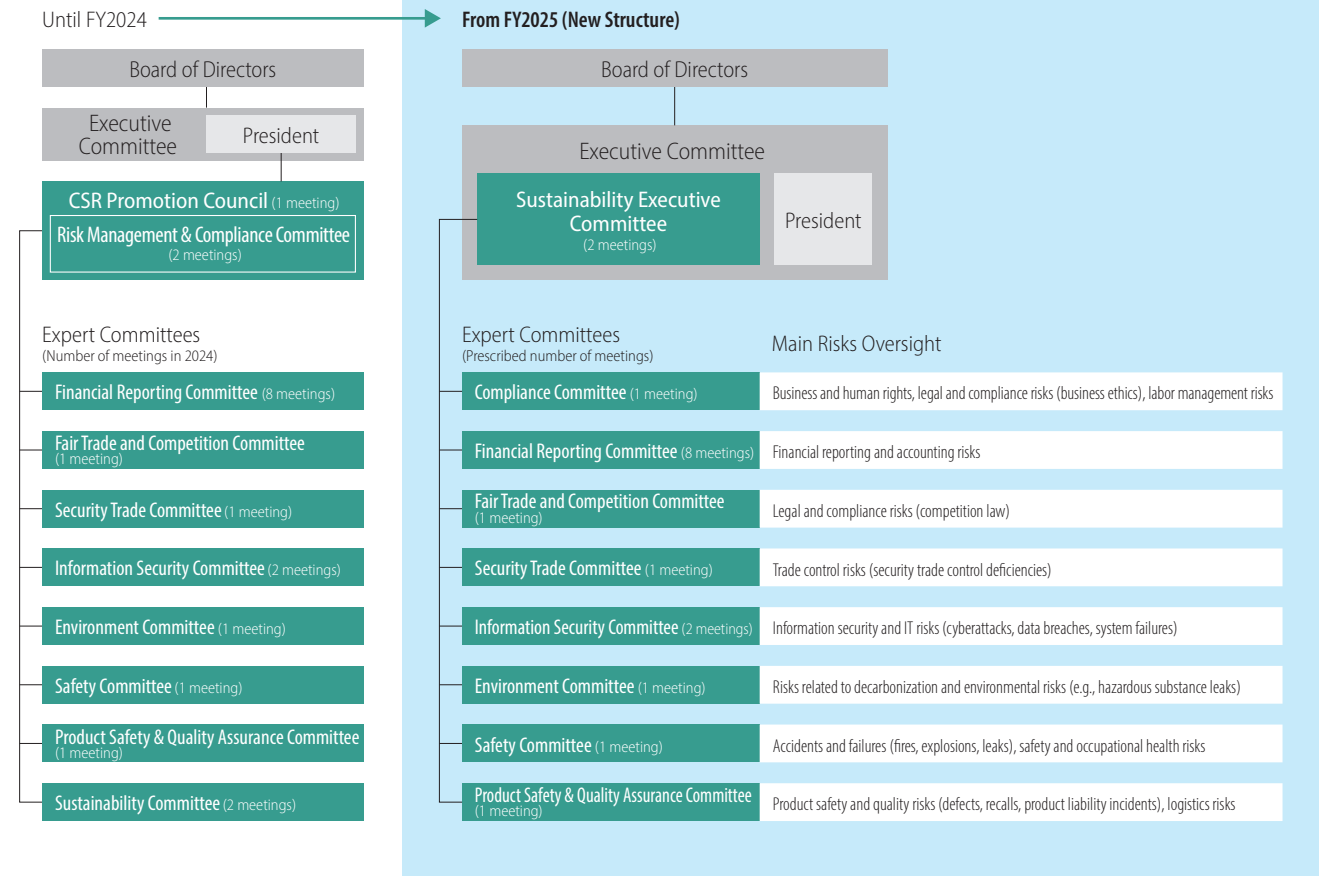 Until FY2024
Board of Directors
Executive
Committee
President
CSR Promotion Council (1 meeting)
Risk Management & Compliance Committee
(2 meetings)
Expert Committees
(Number of meetings in 2024)
Financial Reporting Committee (8 meetings)
Fair Trade and Competition Committee
(1 meeting)
Security Trade Committee (1 meeting)
Information Security Committee (2 meetings)
Environment Committee (1 meeting)
Safety Committee (1 meeting)
Product Safety & Quality Assurance Committee
(1 meeting)
Sustainability Committee (2 meetings)
From FY2025 (New Structure)
Board of Directors
Executive Committee
Sustainability Executive
Committee
(2 meetings)
President
Expert Committees
(Prescribed number of meetings)
Main Risks Oversight
Compliance Committee (1 meeting)
Business and human rights, legal and compliance risks (business ethics), labor management risks
Financial Reporting Committee (8 meetings)
Financial reporting and accounting risks
Fair Trade and Competition Committee
(1 meeting)
Legal and compliance risks (competition law)
Security Trade Committee (1 meeting)
Trade control risks (security trade control deficiencies)
Information Security Committee (2 meetings)
Information security and IT risks (cyberattacks, data breaches, system failures)
Environment Committee (1 meeting)
Risks related to decarbonization and environmental risks (e.g., hazardous substance leaks)
Safety Committee (1 meeting)
Accidents and failures (fires, explosions, leaks), safety and occupational health risks
Product Safety & Quality Assurance Committee
(1 meeting)
Product safety and quality risks (defects, recalls, product liability incidents), logistics risks